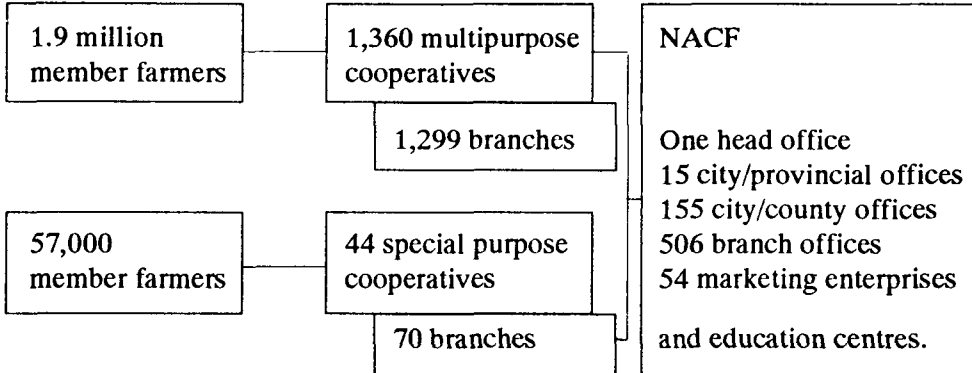 1.9 million
member farmers
1,360 multipurpose
cooperatives
1,299 branches
57,000
member farmers
44 special purpose
cooperatives
70 branches
NACF
One head office
15 city/provincial offices
155 city/county offices
506 branch offices
54 marketing enterprises
and education centres.